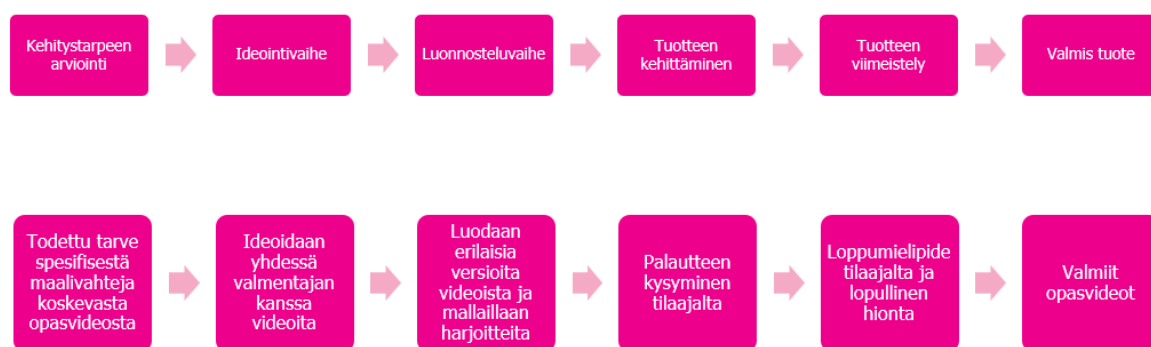 Kehitystarpeen
arviointi
Ideointivaihe
Luonnosteluvaihe
Tuotteen
kehittäminen
Tuotteen
viimeistely
Valmis tuote
Todettu tarve
spesifisestä
maalivahteja
koskevasta
opasvideosta
Ideoidaan
yhdessä
valmentajan
kanssa
videoita
Luodaan
erilaisia
versioita
videoista ja
mallaillaan
harjoitteita
Palautteen
kysyminen
tilaajalta
Loppumielipide
tilaajalta ja
lopullinen
hionta
Valmiit
opasvideot